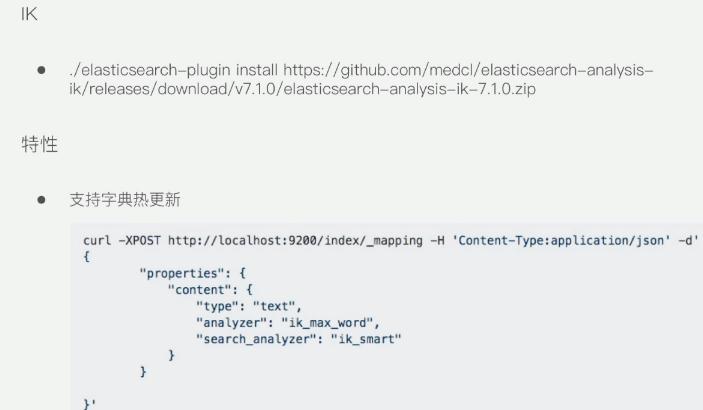 IK
● ./elasticsearch-plugin install https://github.com/medcl/elasticsearch-analysis-
ik/releases/download/v7.1.0/elasticsearch-analysis-ik-7.1.0.zip
特性
● 支持字典热更新
curl -XPOST http://localhost:9200/index/_mapping -H 'Content-Type:application/json' -d'
{
        "properties": {
            "content": {
                "type": "text",
                "analyzer": "ik_max_word",
                "search_analyzer": "ik_smart"
            }
        }
}'